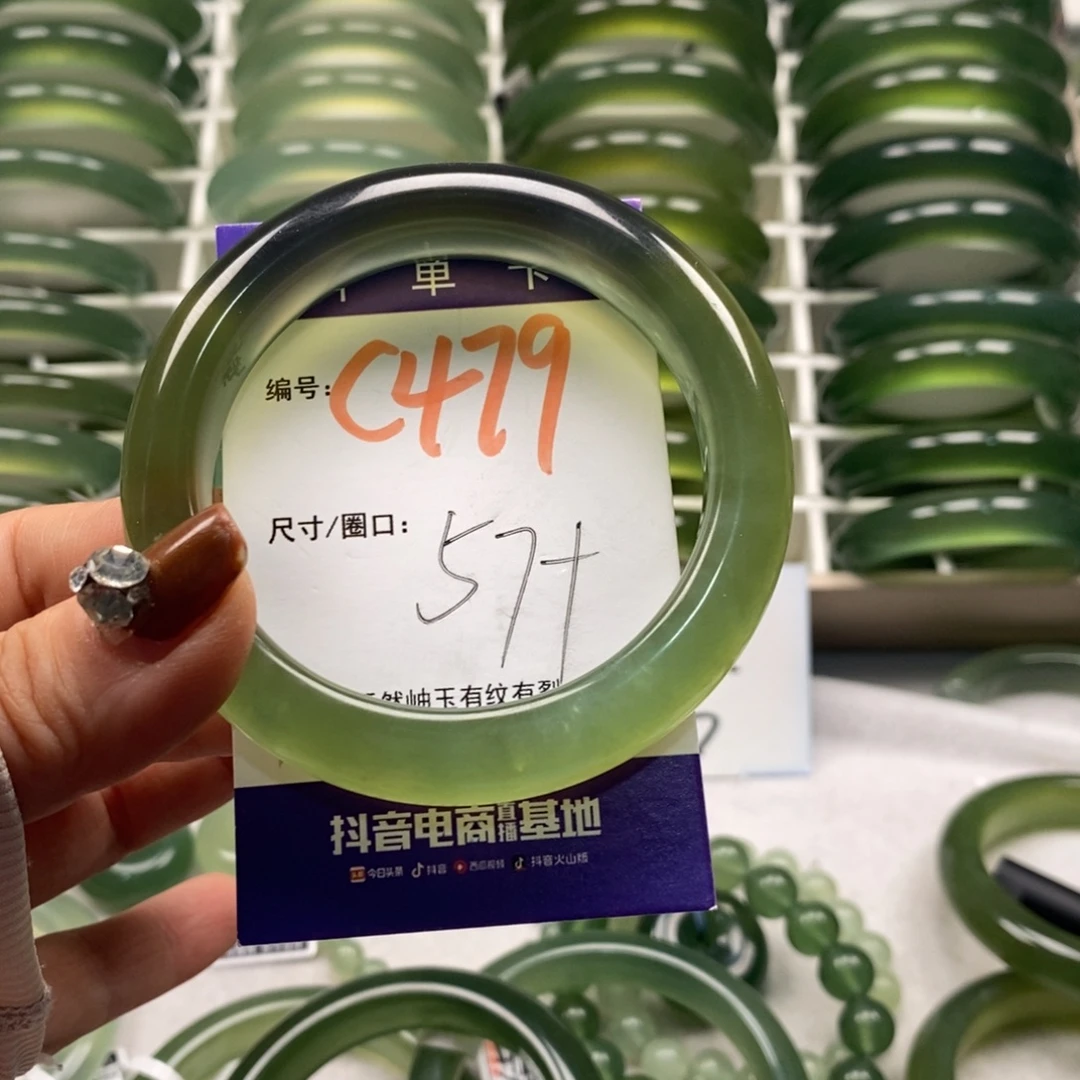 單 卡
编号: C479
尺寸/圈口: 57+
然岫玉有纹有裂
抖音电商直播基地
今日头条 抖音 西瓜视频 抖音火山版